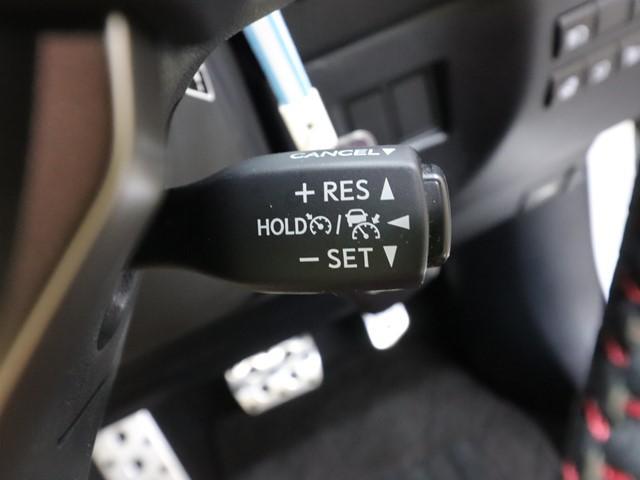 CANCEL▼
+ RES ▲
HOLD / ◀
− SET ▼